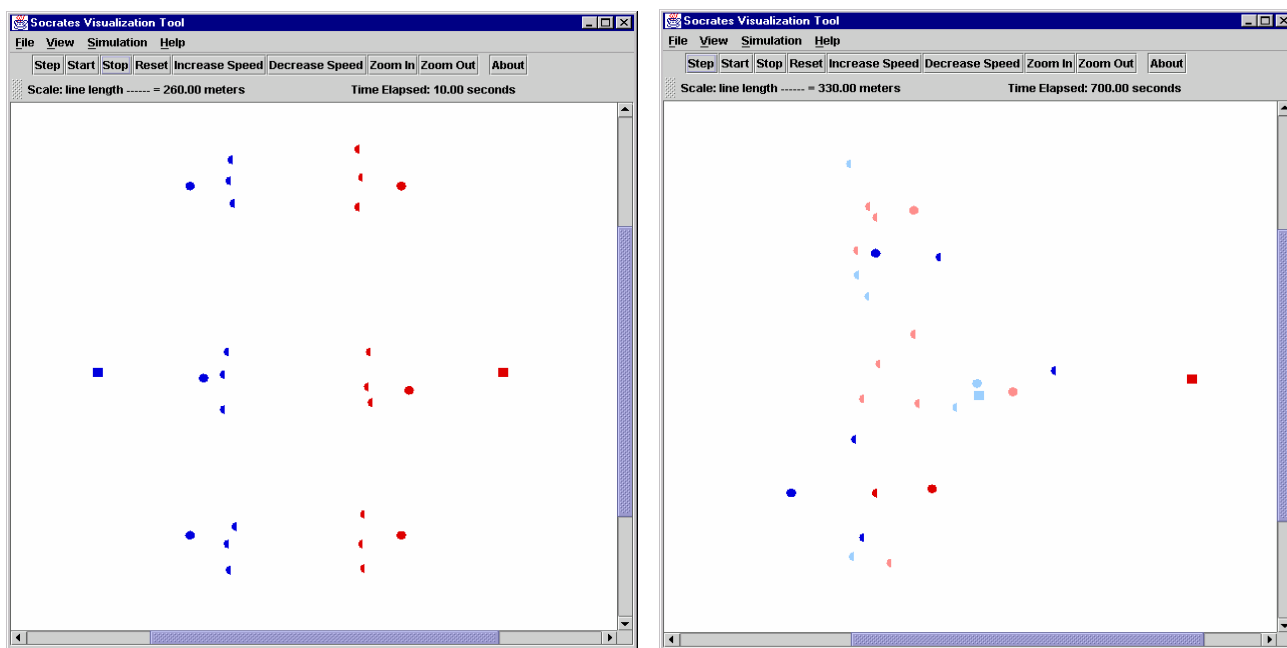 Socrates Visualization Tool
File View Simulation Help
Step Start Stop Reset Increase Speed Decrease Speed Zoom In Zoom Out About
Scale: line length ------ = 260.00 meters Time Elapsed: 10.00 seconds
Socrates Visualization Tool
File View Simulation Help
Step Start Stop Reset Increase Speed Decrease Speed Zoom In Zoom Out About
Scale: line length ------ = 330.00 meters Time Elapsed: 700.00 seconds